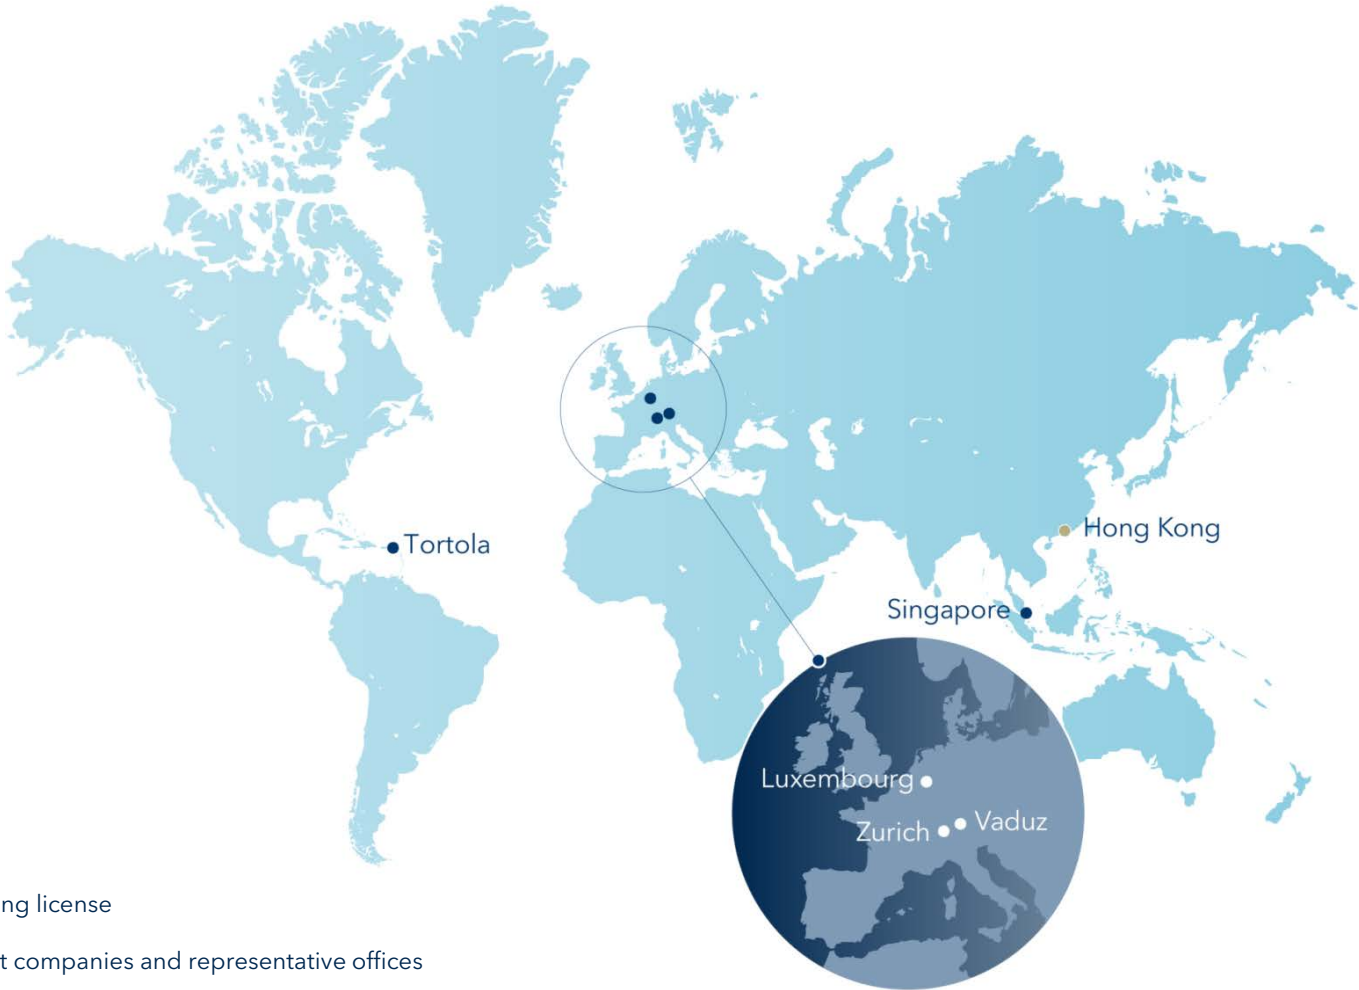 Tortola
Hong Kong
Singapore
Luxembourg
Zurich
Vaduz
ng license
t companies and representative offices